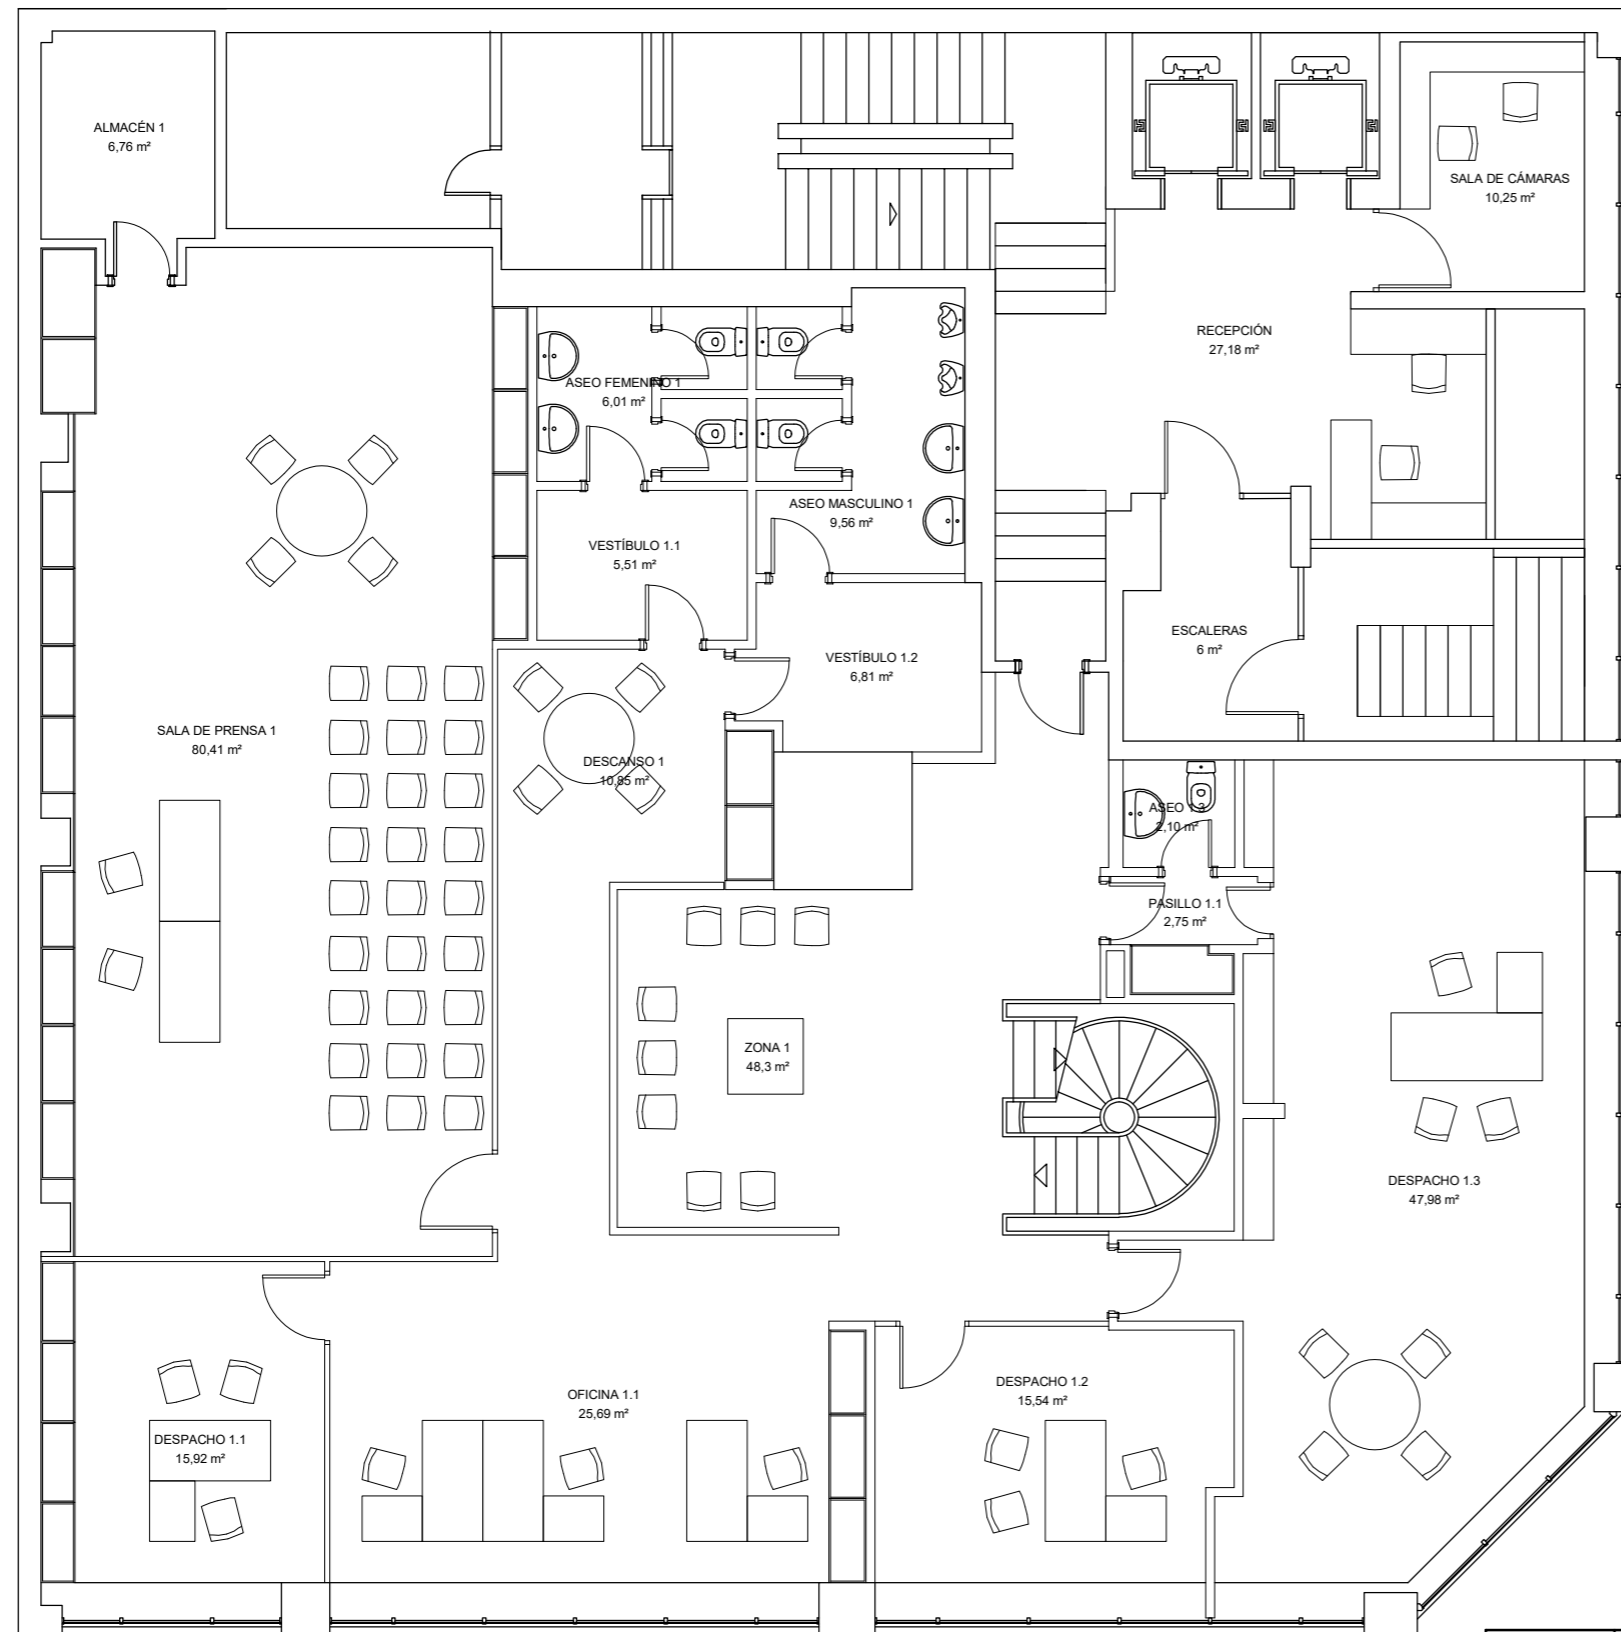 ALMACÉN 1
6,76 m²
SALA DE CÁMARAS
10,25 m²
RECEPCIÓN
27,18 m²
ASEO FEMENINO 1
6,01 m²
ASEO MASCULINO 1
9,56 m²
VESTÍBULO 1.1
5,51 m²
ESCALERAS
6 m²
VESTÍBULO 1.2
6,81 m²
SALA DE PRENSA 1
80,41 m²
DESCANSO 1
10,85 m²
ASEO 1.3
2,10 m²
PASILLO 1.1
2,75 m²
ZONA 1
48,3 m²
DESPACHO 1.3
47,98 m²
DESPACHO 1.2
15,54 m²
OFICINA 1.1
25,69 m²
DESPACHO 1.1
15,92 m²